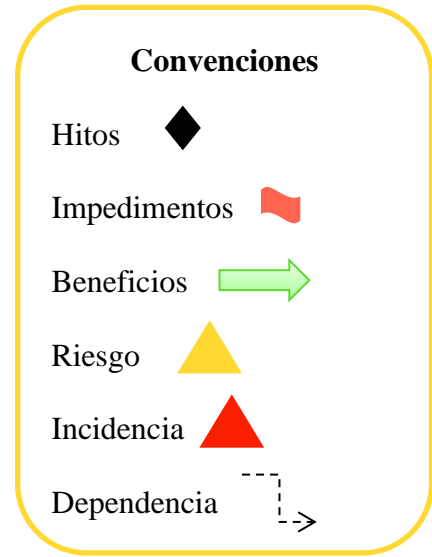 Convenciones
Hitos
Impedimentos
Beneficios
Riesgo
Incidencia
Dependencia